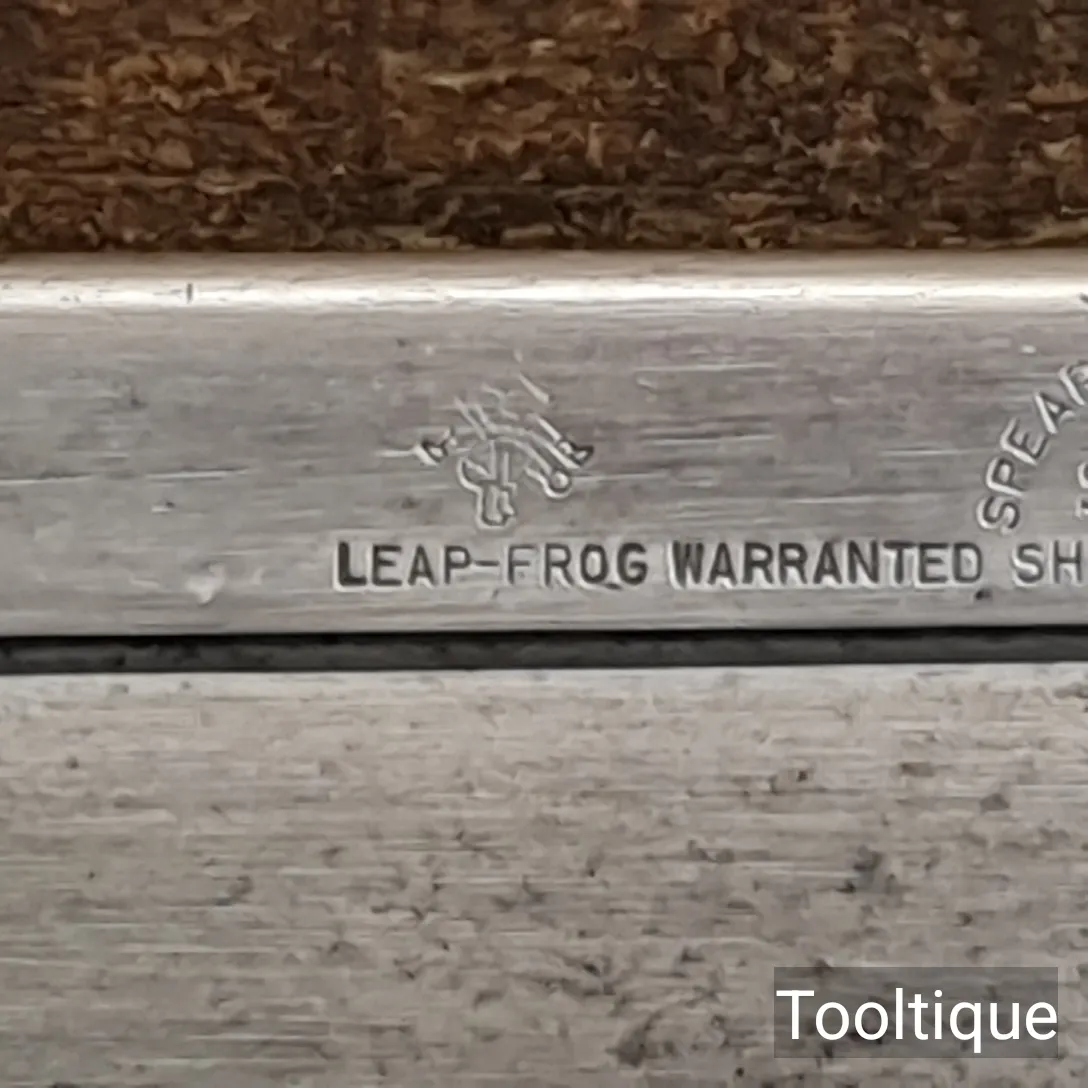 SPEAR
LEAP-FROG WARRANTED SH
Tooltique